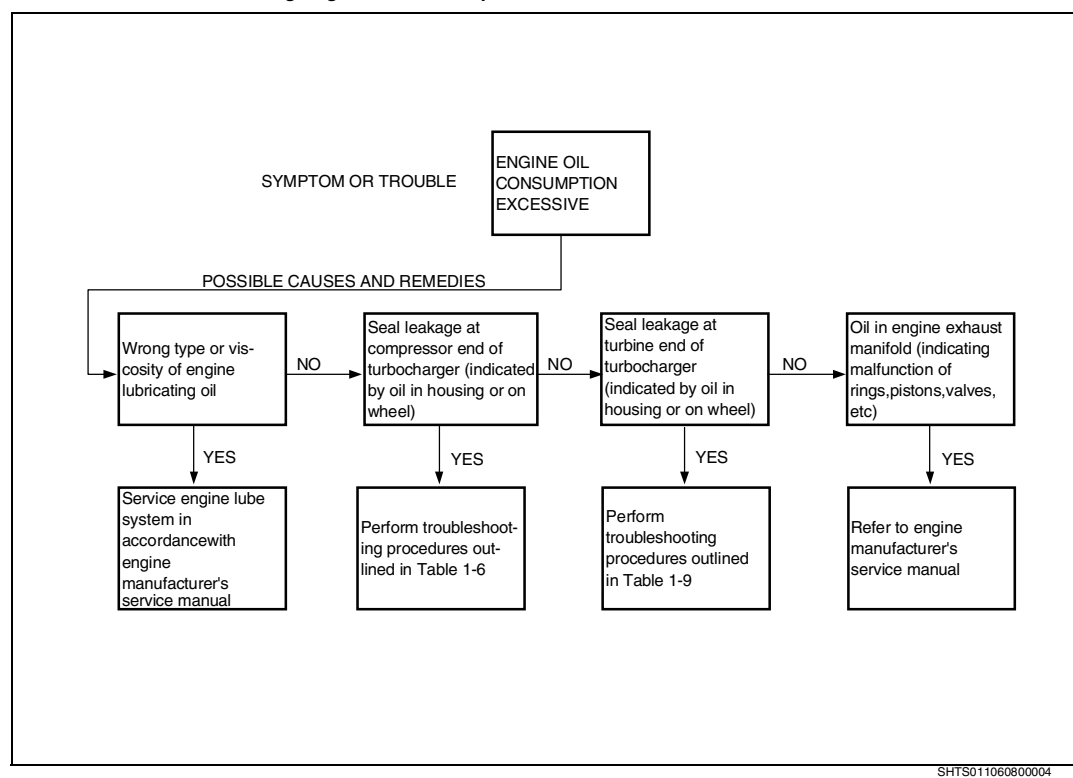 ENGINE OIL
CONSUMPTION
EXCESSIVE
SYMPTOM OR TROUBLE
POSSIBLE CAUSES AND REMEDIES
Wrong type or vis-
cosity of engine
lubricating oil
NO
Seal leakage at
compressor end of
turbocharger (indicated
by oil in housing or on
wheel)
NO
Seal leakage at
turbine end of
turbocharger
(indicated by oil in
housing or on wheel)
NO
Oil in engine exhaust
manifold (indicating
malfunction of
rings,pistons,valves,
etc)
YES
YES
YES
YES
Service engine lube
system in
accordancewith
engine
manufacturer's
service manual
Perform troubleshoot-
ing procedures out-
lined in Table 1-6
Perform
troubleshooting
procedures outlined
in Table 1-9
Refer to engine
manufacturer's
service manual
SHTS011060800004